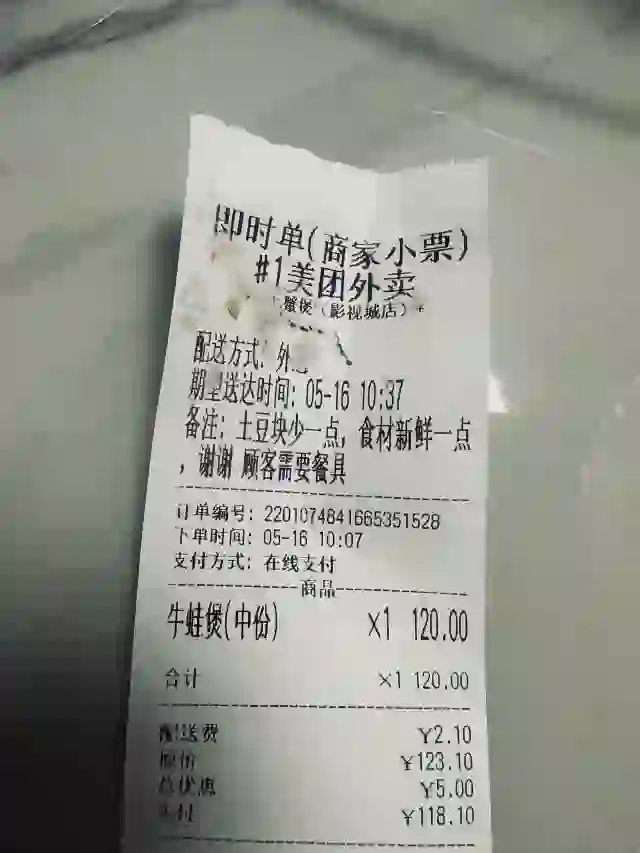 即时单(商家小票)
#1美团外卖
蟹煲(影视城店)
配送方式: 外
期望送达时间: 05-16 10:37
备注: 土豆块少一点, 食材新鲜一点
, 谢谢 顾客需要餐具
订单编号: 2201074841665351528
下单时间: 05-16 10:07
支付方式: 在线支付
商品
牛蛙煲(中份) X1 120.00
合计 ×1 120.00
配送费 ¥2.10
原价 ¥123.10
总优惠 ¥5.00
实付 ¥118.10